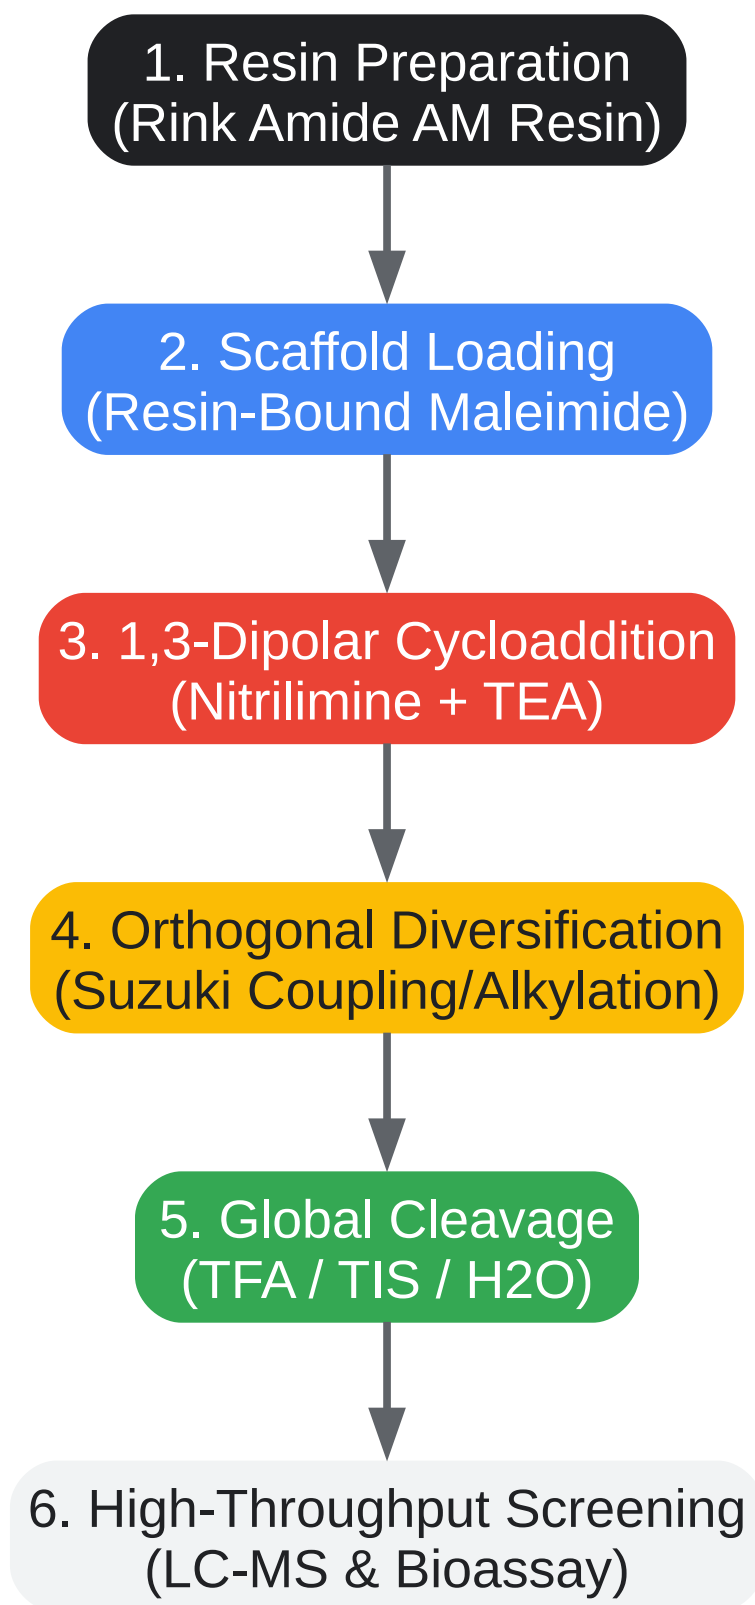 1. Resin Preparation
(Rink Amide AM Resin)
2. Scaffold Loading
(Resin-Bound Maleimide)
3. 1,3-Dipolar Cycloaddition
(Nitrilimine + TEA)
4. Orthogonal Diversification
(Suzuki Coupling/Alkylation)
5. Global Cleavage
(TFA / TIS / H2O)
6. High-Throughput Screening
(LC-MS & Bioassay)